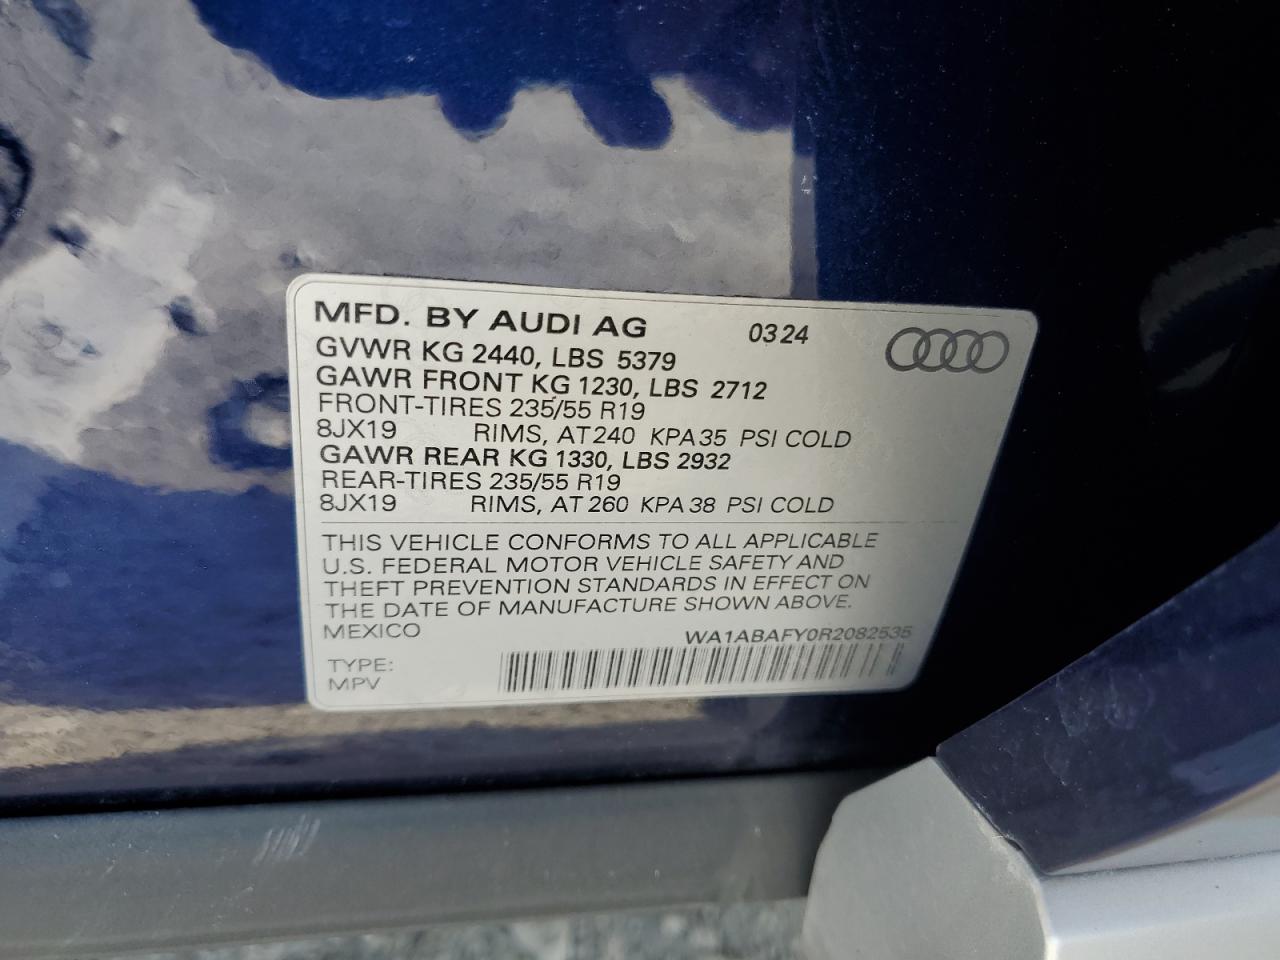 MFD. BY AUDI AG 03 24
GVWR KG 2440, LBS 5379
GAWR FRONT KG 1230, LBS 2712
FRONT-TIRES 235/55 R19
8JX19 RIMS, AT 240 KPA 35 PSI COLD
GAWR REAR KG 1330, LBS 2932
REAR-TIRES 235/55 R19
8JX19 RIMS, AT 260 KPA 38 PSI COLD
THIS VEHICLE CONFORMS TO ALL APPLICABLE
U.S. FEDERAL MOTOR VEHICLE SAFETY AND
THEFT PREVENTION STANDARDS IN EFFECT ON
THE DATE OF MANUFACTURE SHOWN ABOVE.
MEXICO WA1ABAFY0R2082535
TYPE:
MPV